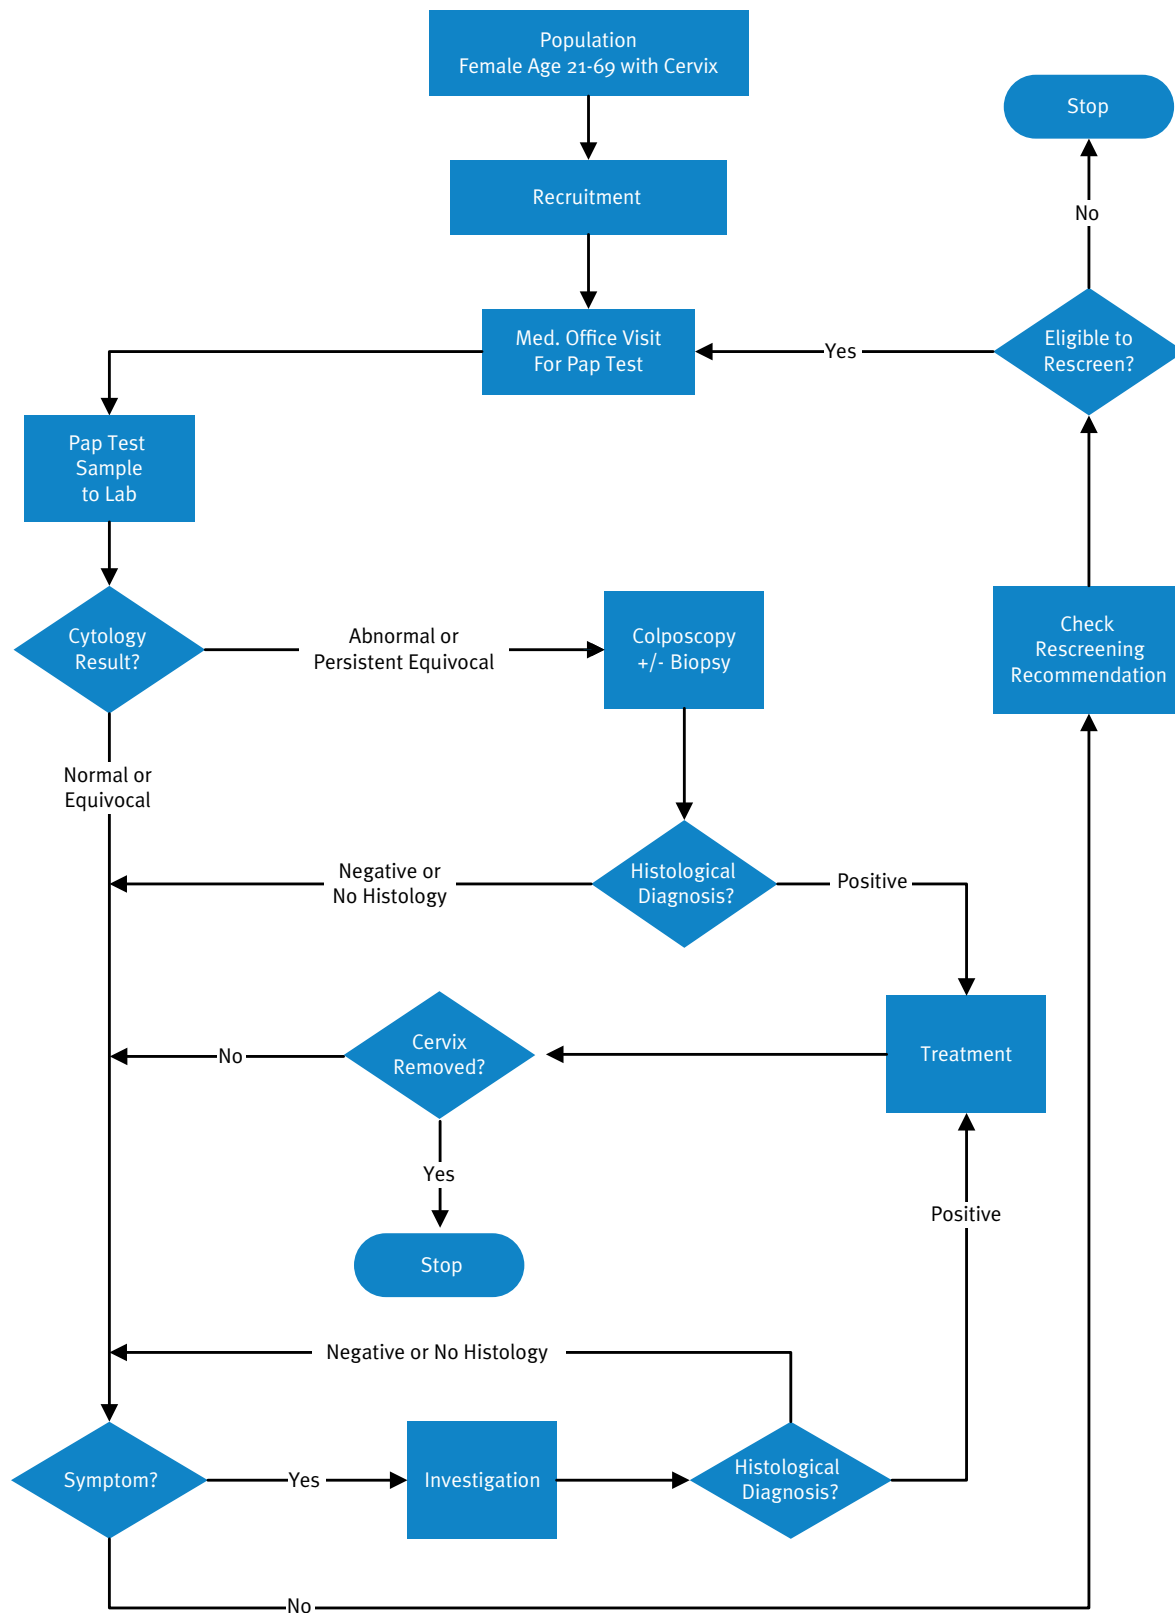 Population
Female Age 21-69 with Cervix
Stop
Recruitment
No
Med. Office Visit
For Pap Test
Yes
Eligible to
Rescreen?
Pap Test
Sample
to Lab
Cytology
Result?
Abnormal or
Persistent Equivocal
Colposcopy
+/- Biopsy
Check
Rescreening
Recommendation
Normal or
Equivocal
Negative or
No Histology
Histological
Diagnosis?
Positive
No
Cervix
Removed?
Treatment
Yes
Positive
Stop
Negative or No Histology
Symptom?
Yes
Investigation
Histological
Diagnosis?
No